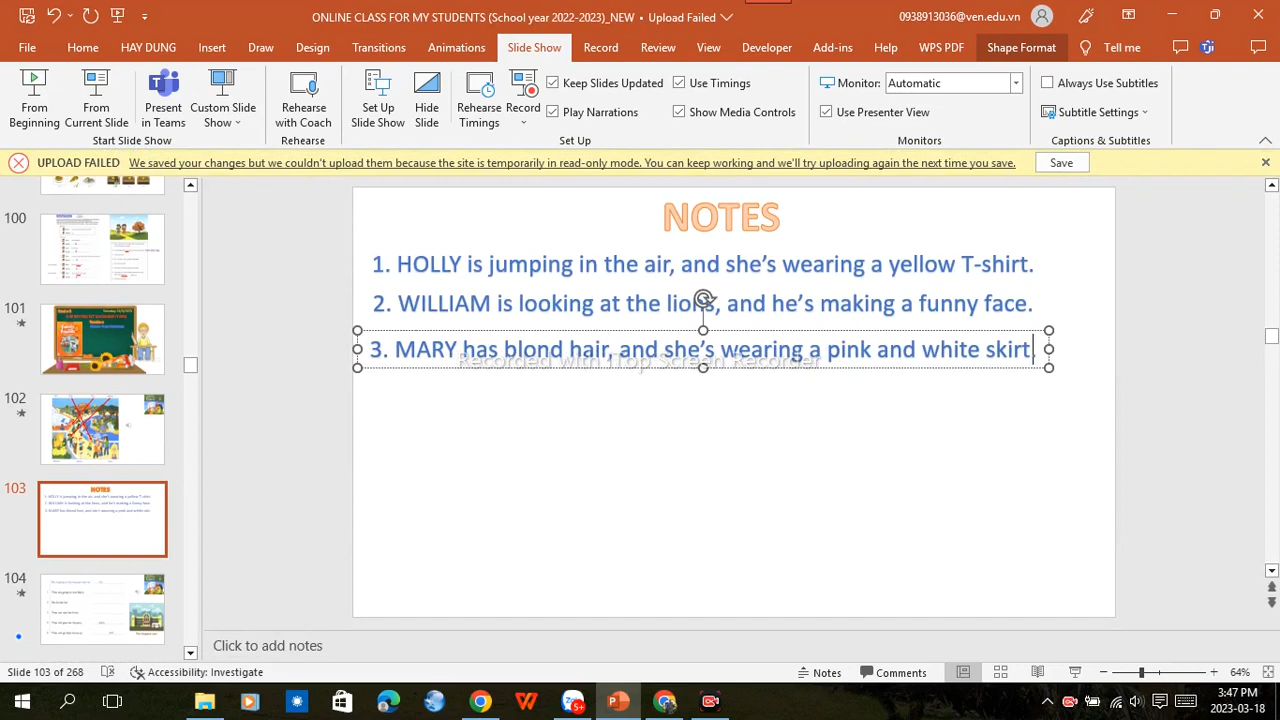 ONLINE CLASS FOR MY STUDENTS (School year 2022-2023)_NEW • Upload Failed
0938913036@ven.edu.vn
File Home HAY DUNG Insert Draw Design Transitions Animations Slide Show Record Review View Developer Add-ins Help WPS PDF Shape Format Tell me
From Beginning
From Current Slide
Present in Teams
Custom Slide Show
Start Slide Show
Rehearse with Coach
Rehearse
Set Up Slide Show
Hide Slide
Rehearse Timings
Record
Keep Slides Updated
Play Narrations
Use Timings
Show Media Controls
Set Up
Monitor: Automatic
Use Presenter View
Monitors
Always Use Subtitles
Subtitle Settings
Captions & Subtitles
UPLOAD FAILED We saved your changes but we couldn't upload them because the site is temporarily in read-only mode. You can keep working and we'll try uploading again the next time you save. Save
100
101
102
103
104
NOTES
1. HOLLY is jumping in the air, and she's wearing a yellow T-shirt.
2. WILLIAM is looking at the lions, and he's making a funny face.
3. MARY has blond hair, and she's wearing a pink and white skirt.
Recorded with iTop Screen Recorder
Click to add notes
Slide 103 of 268 Accessibility: Investigate Notes Comments 64%
5+
3:47 PM
2023-03-18